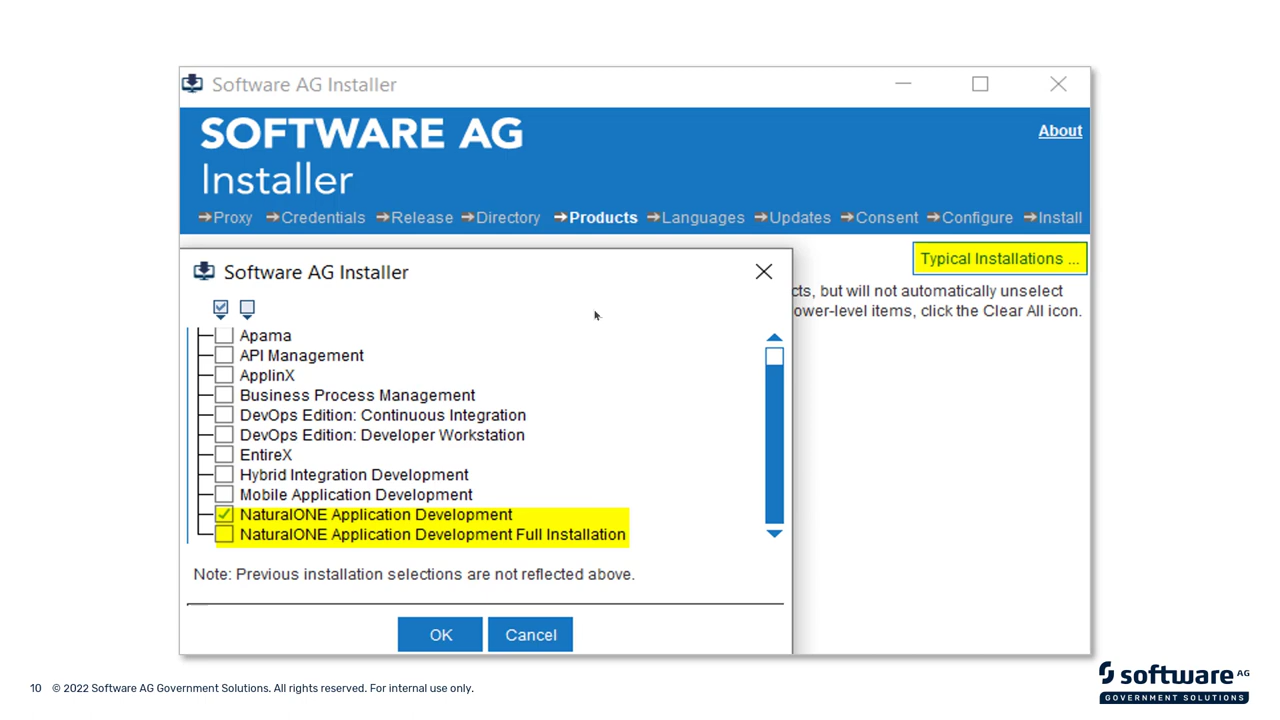 Software AG Installer
SOFTWARE AG
About
Installer
Proxy Credentials Release Directory Products Languages Updates Consent Configure Install
Typical Installations ...
cts, but will not automatically unselect
ower-level items, click the Clear All icon.
Software AG Installer
Apama
API Management
ApplinX
Business Process Management
DevOps Edition: Continuous Integration
DevOps Edition: Developer Workstation
EntireX
Hybrid Integration Development
Mobile Application Development
NaturalONE Application Development
NaturalONE Application Development Full Installation
Note: Previous installation selections are not reflected above.
OK Cancel
10 © 2022 Software AG Government Solutions. All rights reserved. For internal use only.
software AG
GOVERNMENT SOLUTIONS